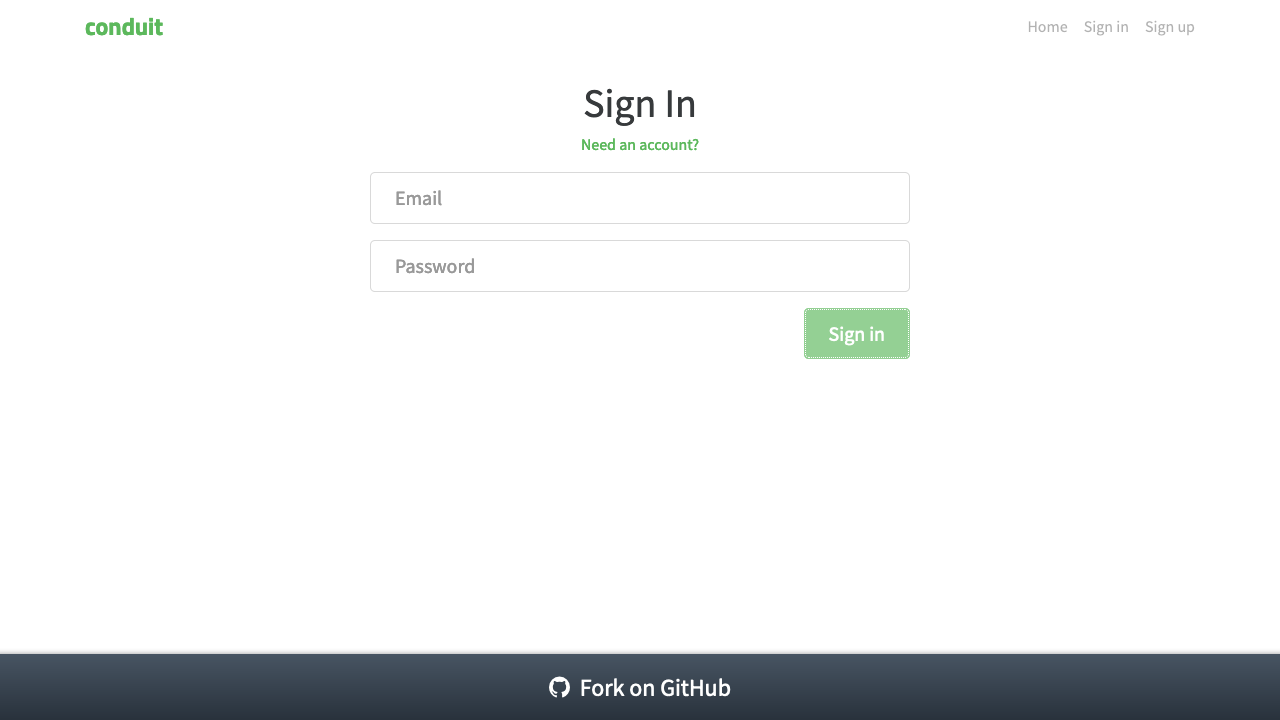 conduit
Home Sign in Sign up
Sign In
Need an account?
Email
Password
Sign in
Fork on GitHub